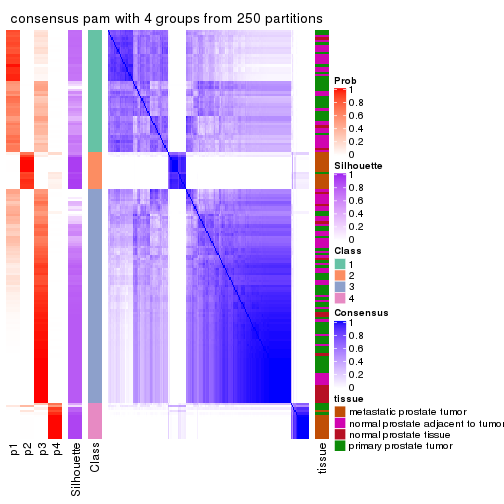 consensus pam with 4 groups from 250 partitions
Prob
1
0.8
0.6
0.4
0.2
0
Silhouette
1
0.8
0.6
0.4
0.2
0
Class
1
2
3
4
Consensus
1
0.8
0.6
0.4
0.2
0
tissue
metastatic prostate tumor
normal prostate adjacent to tumor
normal prostate tissue
primary prostate tumor
p1
p2
p3
p4
Silhouette
Class
tissue